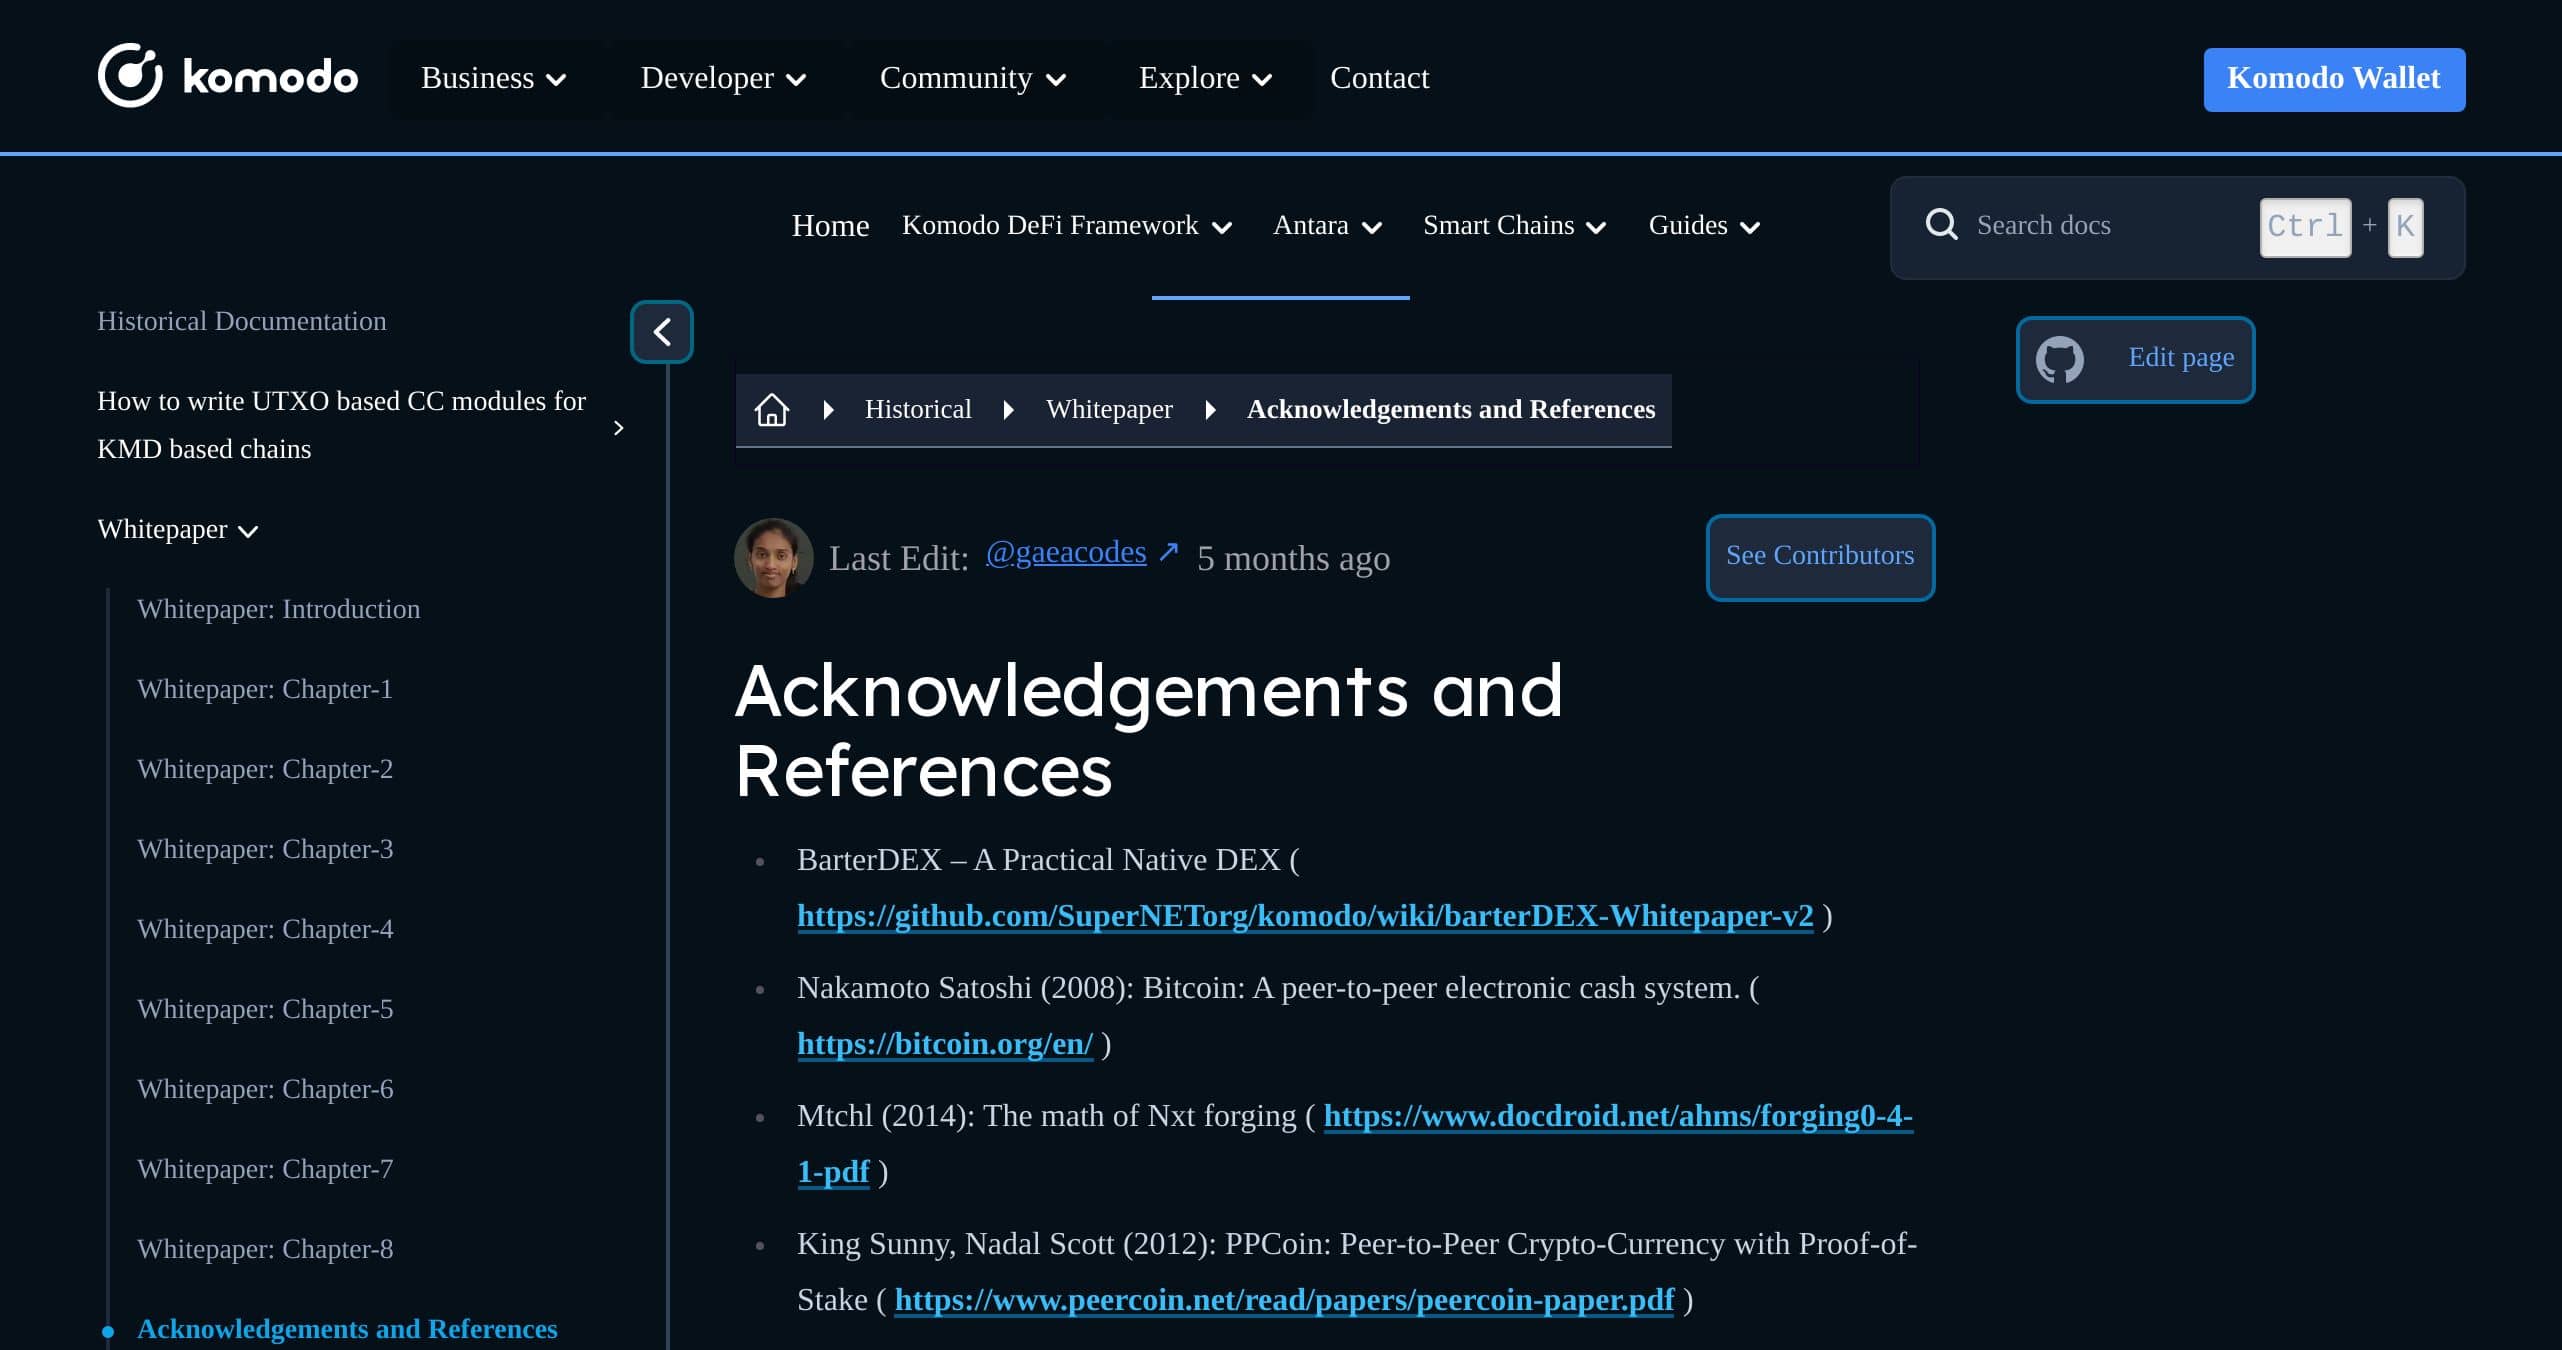 komodo
Business
Developer
Community
Explore
Contact
Komodo Wallet
Home
Komodo DeFi Framework
Antara
Smart Chains
Guides
Search docs
Ctrl + K
Historical Documentation
How to write UTXO based CC modules for
KMD based chains
Whitepaper
Whitepaper: Introduction
Whitepaper: Chapter-1
Whitepaper: Chapter-2
Whitepaper: Chapter-3
Whitepaper: Chapter-4
Whitepaper: Chapter-5
Whitepaper: Chapter-6
Whitepaper: Chapter-7
Whitepaper: Chapter-8
Acknowledgements and References
Edit page
Historical
Whitepaper
Acknowledgements and References
Last Edit: @gaeacodes ↗ 5 months ago
See Contributors
Acknowledgements and
References
• BarterDEX – A Practical Native DEX (
https://github.com/SuperNETorg/komodo/wiki/barterDEX-Whitepaper-v2 )
• Nakamoto Satoshi (2008): Bitcoin: A peer-to-peer electronic cash system. (
https://bitcoin.org/en/ )
• Mtchl (2014): The math of Nxt forging ( https://www.docdroid.net/ahms/forging0-4-
1-pdf )
• King Sunny, Nadal Scott (2012): PPCoin: Peer-to-Peer Crypto-Currency with Proof-of-
Stake ( https://www.peercoin.net/read/papers/peercoin-paper.pdf )